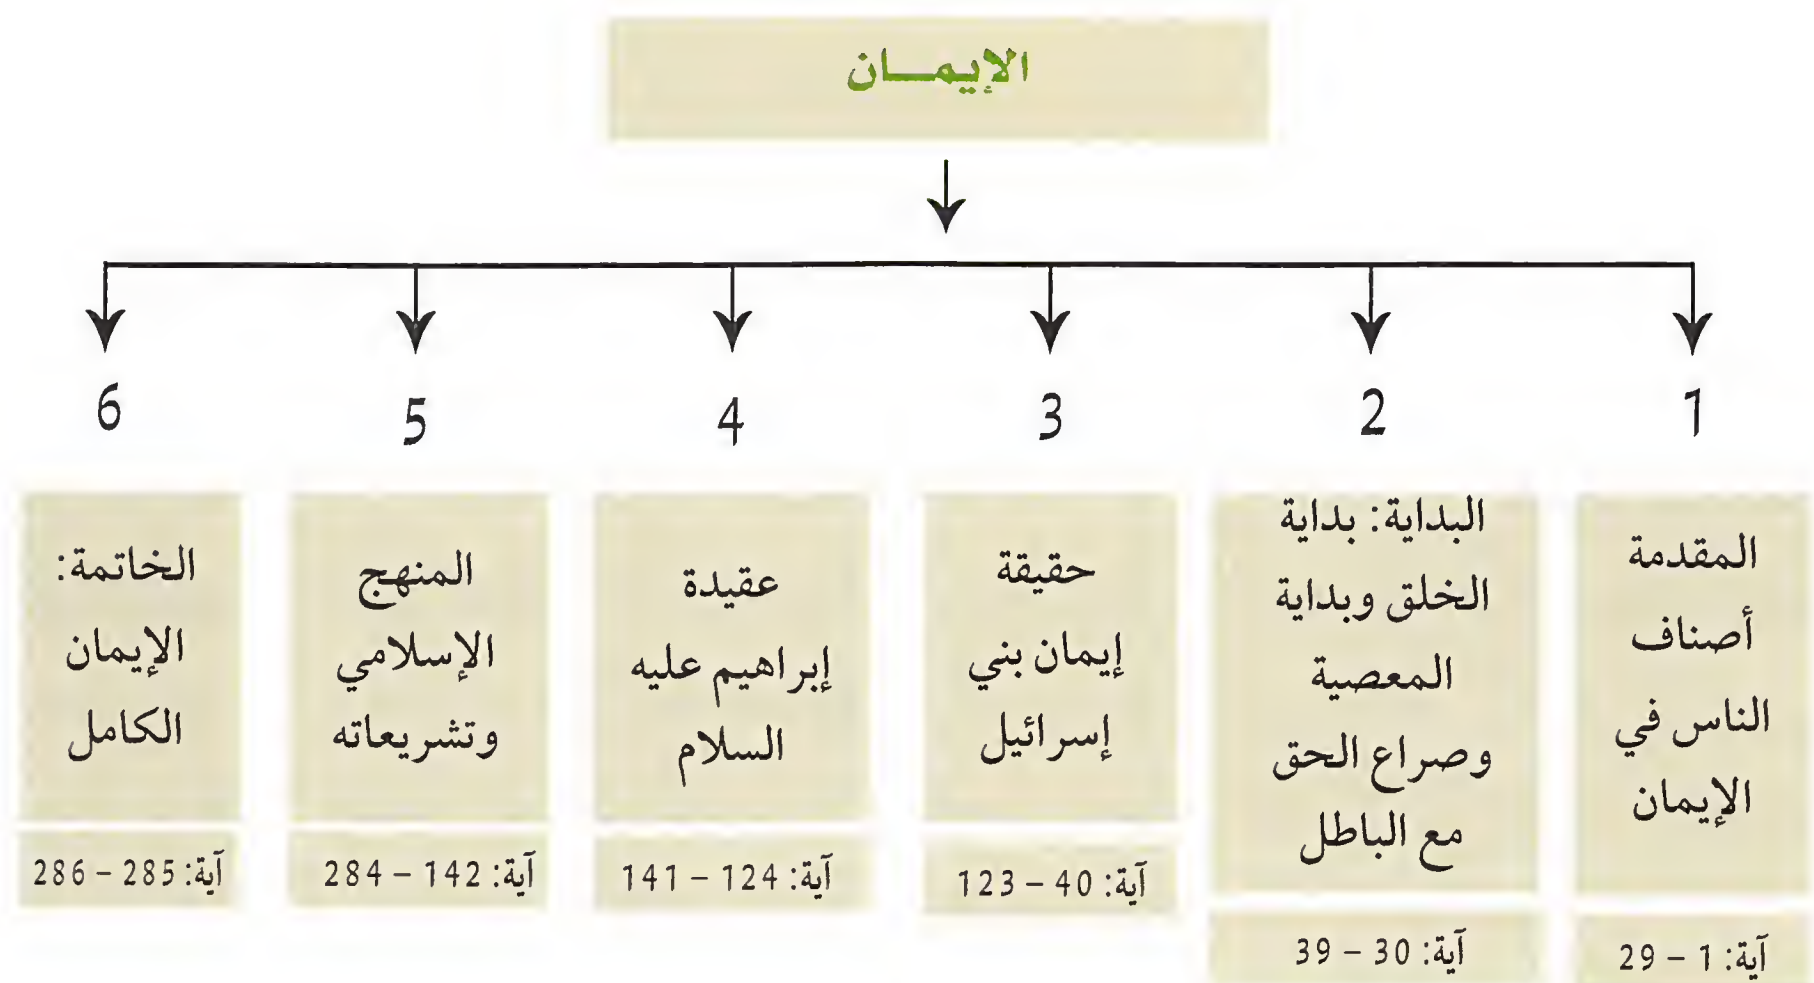 الإيمــان
1
المقدمة
أصناف
الناس في
الإيمان
آية: 1 – 29
2
البداية: بداية
الخلق وبداية
المعصية
وصراع الحق
مع الباطل
آية: 30 – 39
3
حقيقة
إيمان بني
إسرائيل
آية: 40 – 123
4
عقيدة
إبراهيم عليه
السلام
آية: 124 – 141
5
المنهج
الإسلامي
وتشريعاته
آية: 142 – 284
6
الخاتمة:
الإيمان
الكامل
آية: 285 – 286